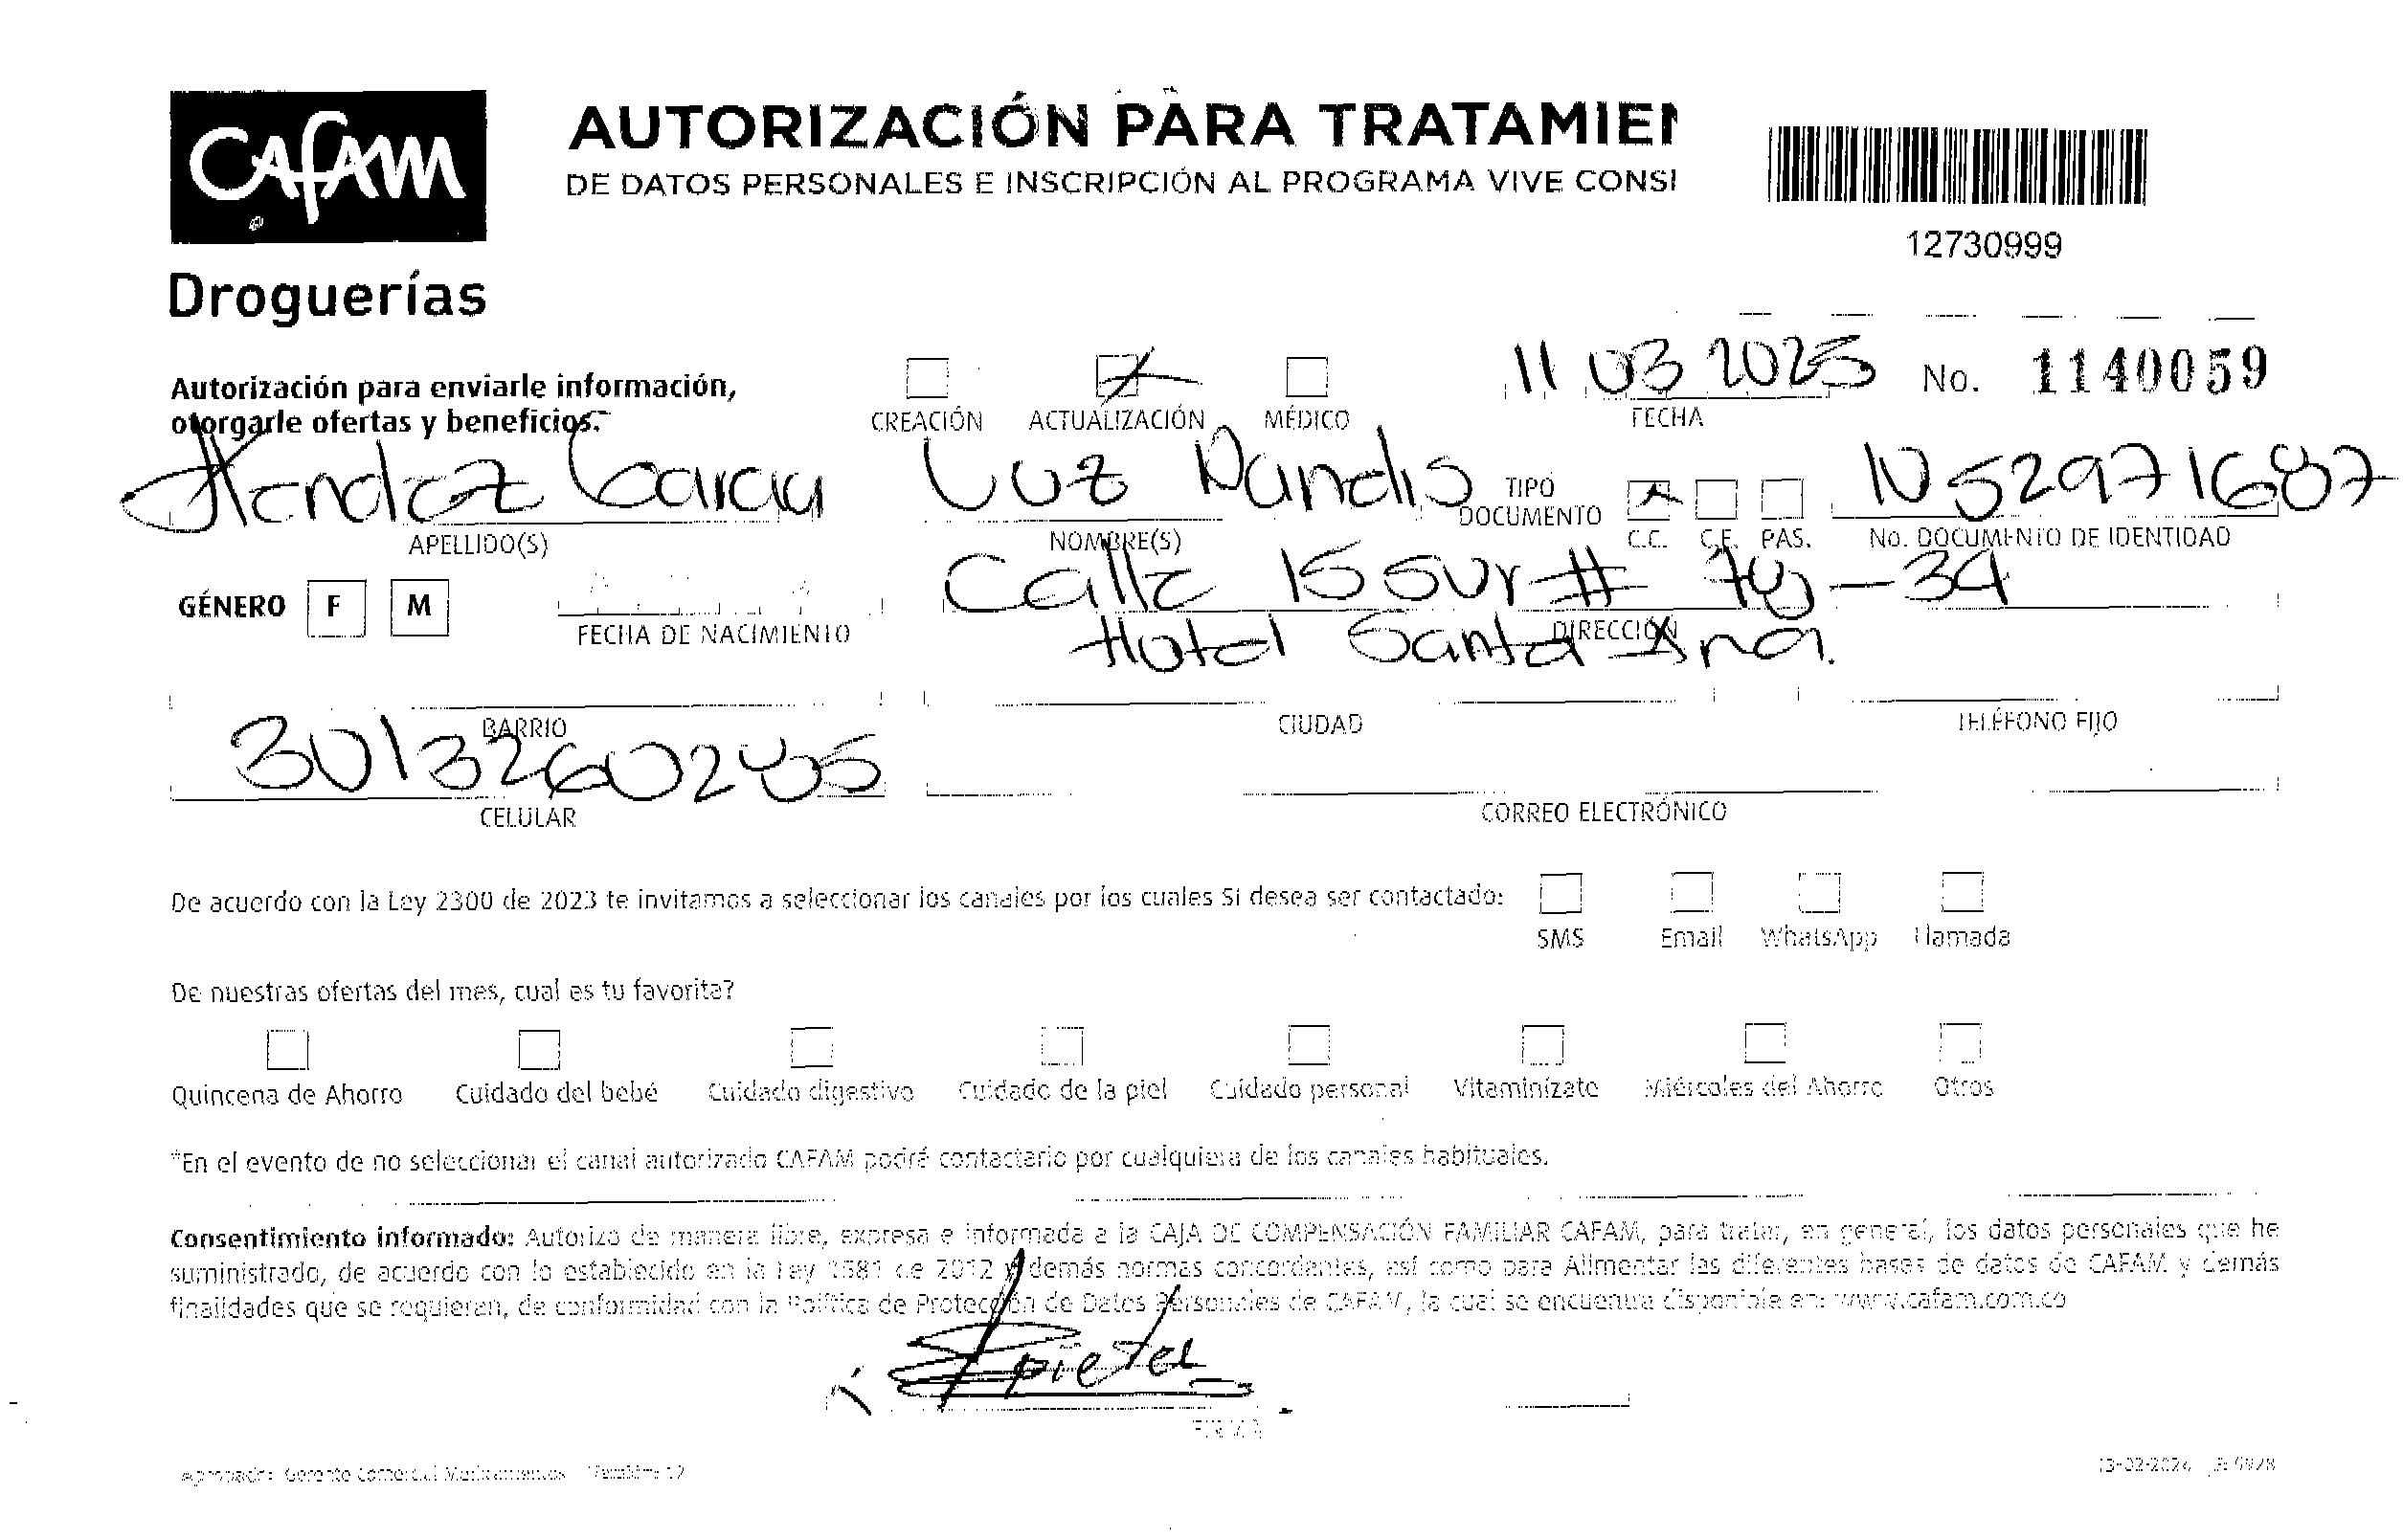 CAFAM
Droguerías
AUTORIZACIÓN PARA TRATAMIEN
DE DATOS PERSONALES E INSCRIPCIÓN AL PROGRAMA VIVE CONSI
12730999
Autorización para enviarle información,
otorgarle ofertas y beneficios.
CREACIÓN ACTUALIZACIÓN MÉDICO
11 03 2025
FECHA
No. 1140059
Garcia Luz
TIPO DOCUMENTO C.C. C.E. PAS.
1052971687
APELLIDO(S) NOMBRE(S) No. DOCUMENTO DE IDENTIDAD
GÉNERO F M
FECHA DE NACIMIENTO
Calle 15 sur # - 34
DIRECCIÓN
Hotel Santa Ana.
BARRIO CIUDAD TELÉFONO FIJO
CELULAR CORREO ELECTRÓNICO
De acuerdo con la Ley 2300 de 2023 te invitamos a seleccionar los canales por los cuales SI desea ser contactado:
SMS Email WhatsApp Llamada
De nuestras ofertas del mes, cual es tu favorita?
Quincena de Ahorro Cuidado del bebé Cuidado digestivo Cuidado de la piel Cuidado personal Vitaminízate Miércoles del Ahorro Otros
*En el evento de no seleccionar el canal autorizado CAFAM podrá contactarlo por cualquiera de los canales habituales.
Consentimiento informado: Autorizo de manera libre, expresa e informada a la CAJA DE COMPENSACIÓN FAMILIAR CAFAM, para tratar, en general, los datos personales que he
suministrado, de acuerdo con lo establecido en la Ley 1581 de 2012 y demás normas concordantes, así como para Alimentar las diferentes bases de datos de CAFAM y demás
finalidades que se requieran, de conformidad con la Política de Protección de Datos Personales de CAFAM, la cual se encuentra disponible en: www.cafam.com.co
FIRMA